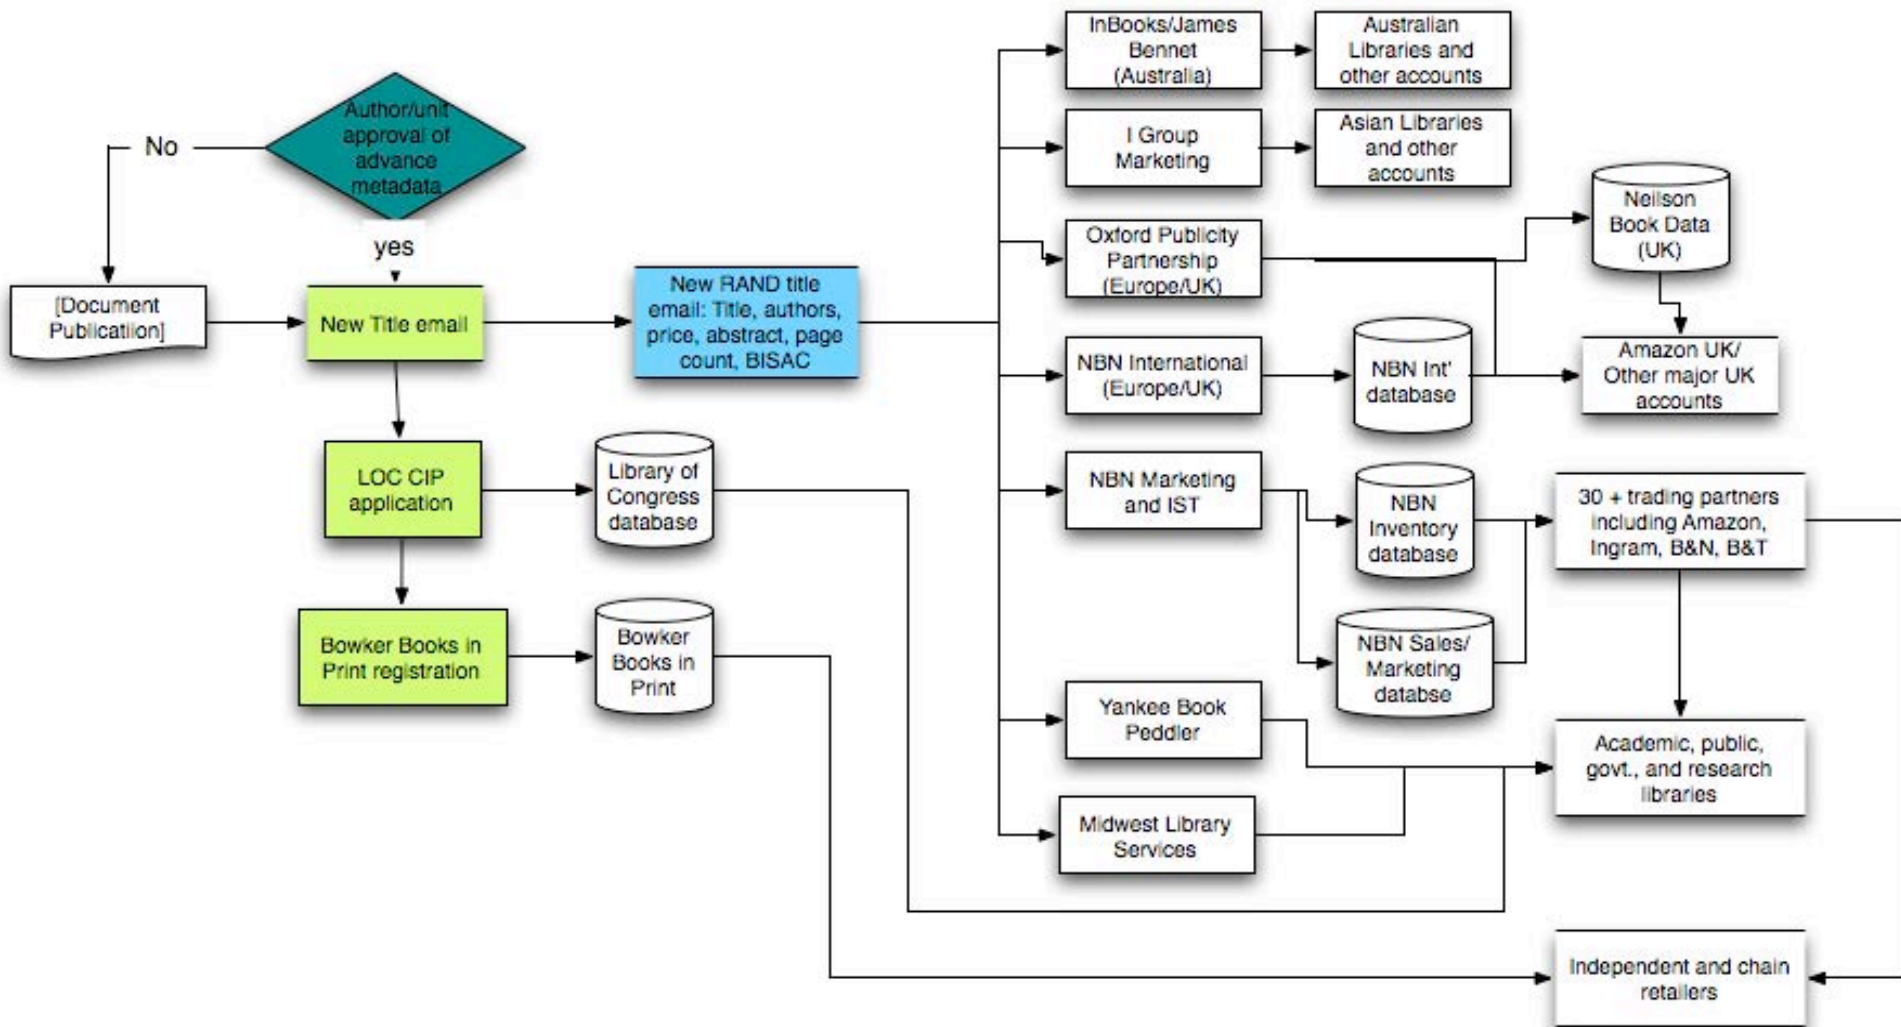 Author/unit
approval of
advance
metadata
No
yes
[Document
Publicatiion]
New Title email
New RAND title
email: Title, authors,
price, abstract, page
count, BISAC
LOC CIP
application
Library of
Congress
database
Bowker Books in
Print registration
Bowker
Books in
Print
InBooks/James
Bennet
(Australia)
Australian
Libraries and
other accounts
I Group
Marketing
Asian Libraries
and other
accounts
Oxford Publicity
Partnership
(Europe/UK)
Neilson
Book Data
(UK)
NBN International
(Europe/UK)
NBN Int'
database
Amazon UK/
Other major UK
accounts
NBN Marketing
and IST
NBN
Inventory
database
30 + trading partners
including Amazon,
Ingram, B&N, B&T
NBN Sales/
Marketing
databse
Yankee Book
Peddler
Academic, public,
govt., and research
libraries
Midwest Library
Services
Independent and chain
retailers